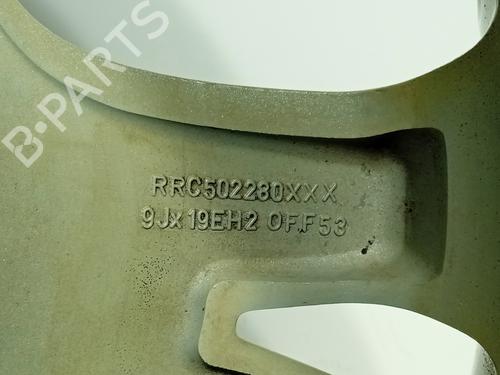 B-PARTS
RRC502280XXX
9Jx19EH2 OFF53